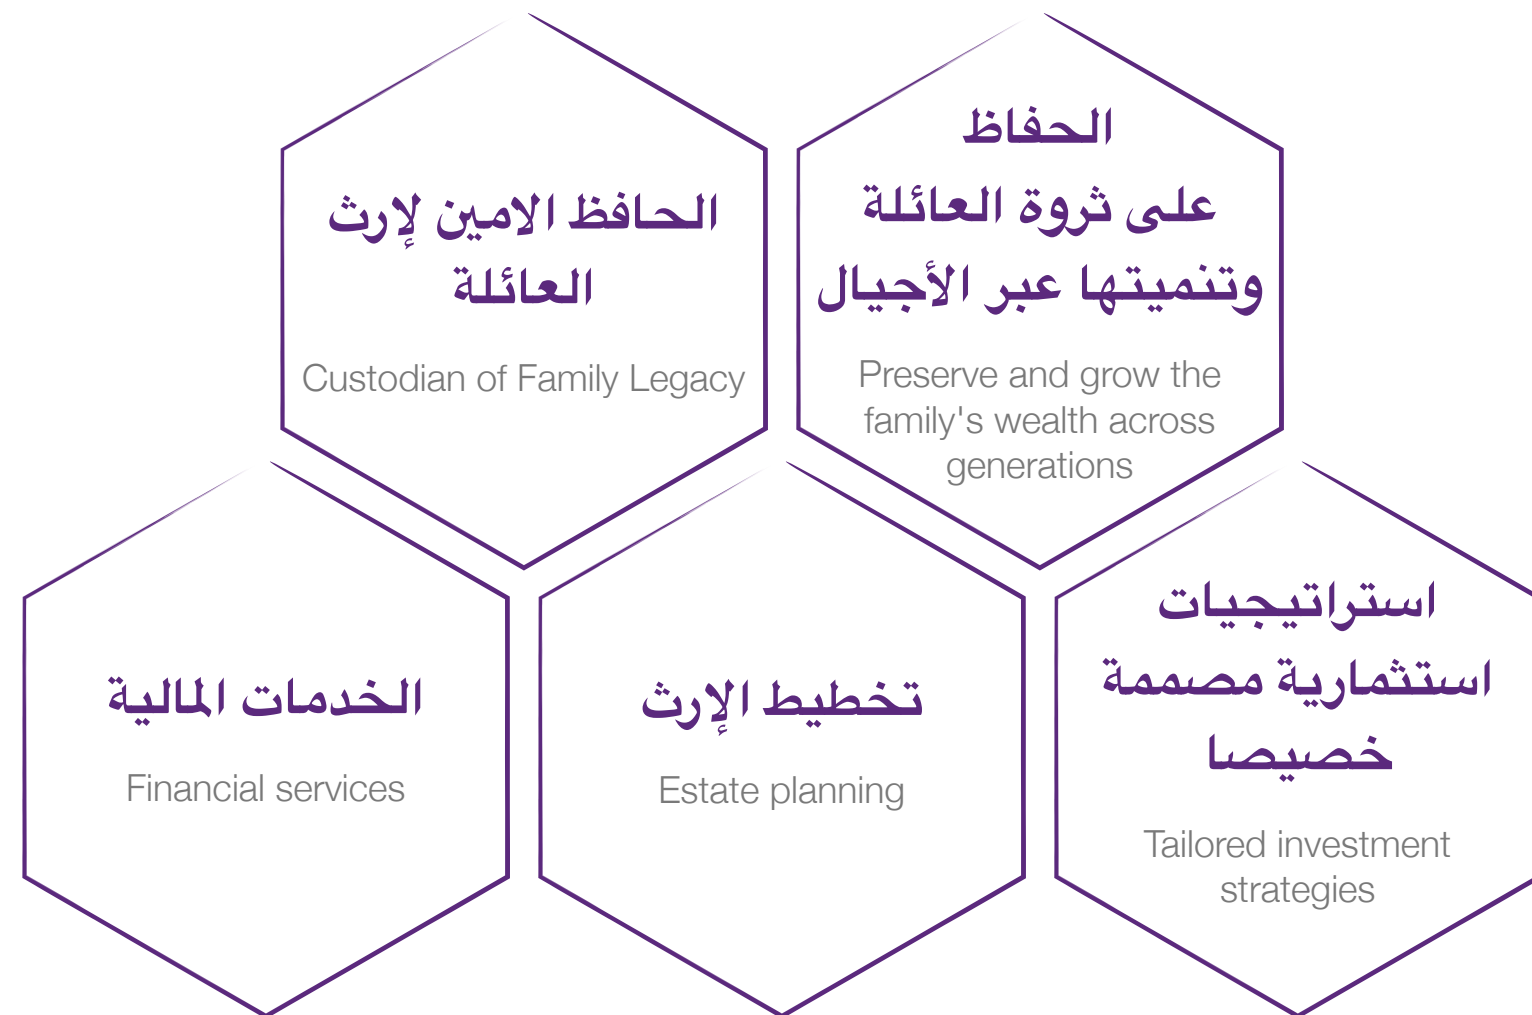 الحافظ الامين لإرث
العائلة
Custodian of Family Legacy
الحفاظ
على ثروة العائلة
وتنميتها عبر الأجيال
Preserve and grow the
family's wealth across
generations
الخدمات المالية
Financial services
تخطيط الإرث
Estate planning
استراتيجيات
استثمارية مصممة
خصيصا
Tailored investment
strategies